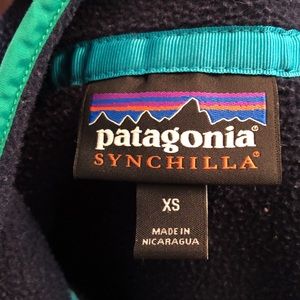 patagonia®
SYNCHILLA®
XS
MADE IN
NICARAGUA